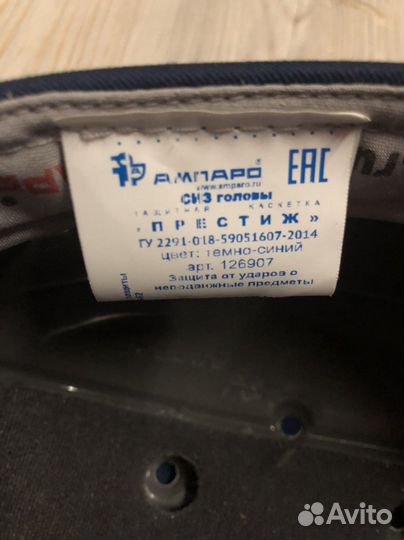 АМПАРО®
www.amparo.ru
EAC
СИЗ головы
ЗАЩИТНАЯ КАСКЕТКА
«ПРЕСТИЖ»
ТУ 2291-018-59051607-2014
цвет: темно-синий
арт. 126907
Защита от ударов о
неподвижные предметы
Avito